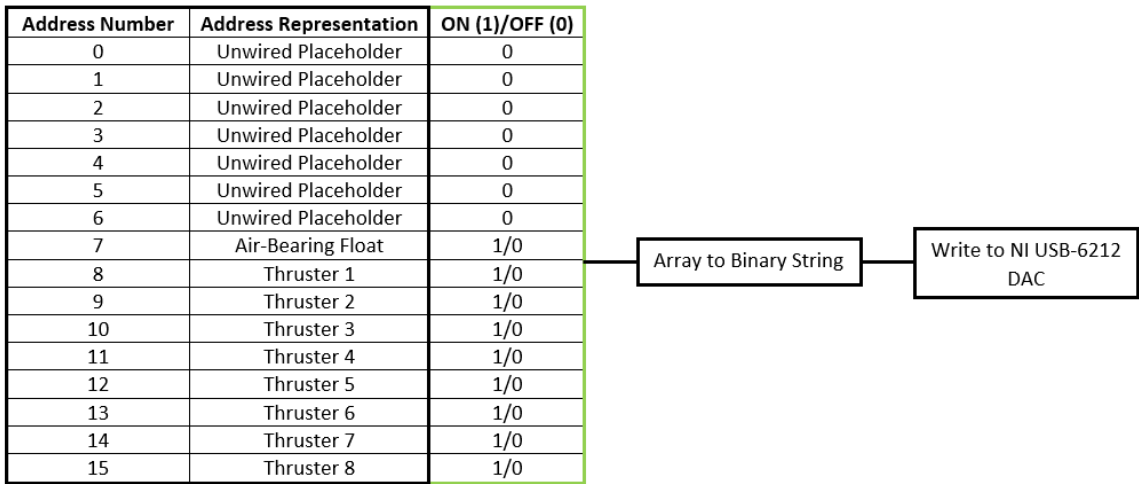 Address Number Address Representation ON (1)/OFF (0)
0 Unwired Placeholder 0
1 Unwired Placeholder 0
2 Unwired Placeholder 0
3 Unwired Placeholder 0
4 Unwired Placeholder 0
5 Unwired Placeholder 0
6 Unwired Placeholder 0
7 Air-Bearing Float 1/0
8 Thruster 1 1/0
9 Thruster 2 1/0
10 Thruster 3 1/0
11 Thruster 4 1/0
12 Thruster 5 1/0
13 Thruster 6 1/0
14 Thruster 7 1/0
15 Thruster 8 1/0
Array to Binary String
Write to NI USB-6212
DAC